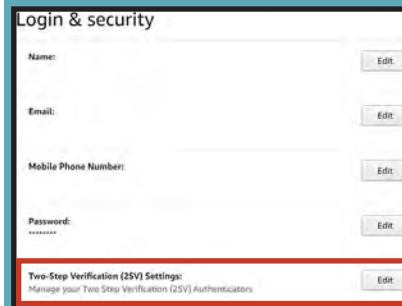 Login & security
Name:
Edit
Email:
Edit
Mobile Phone Number:
Edit
Password:
********
Edit
Two-Step Verification (2SV) Settings:
Manage your Two Step Verification (2SV) Authenticators
Edit